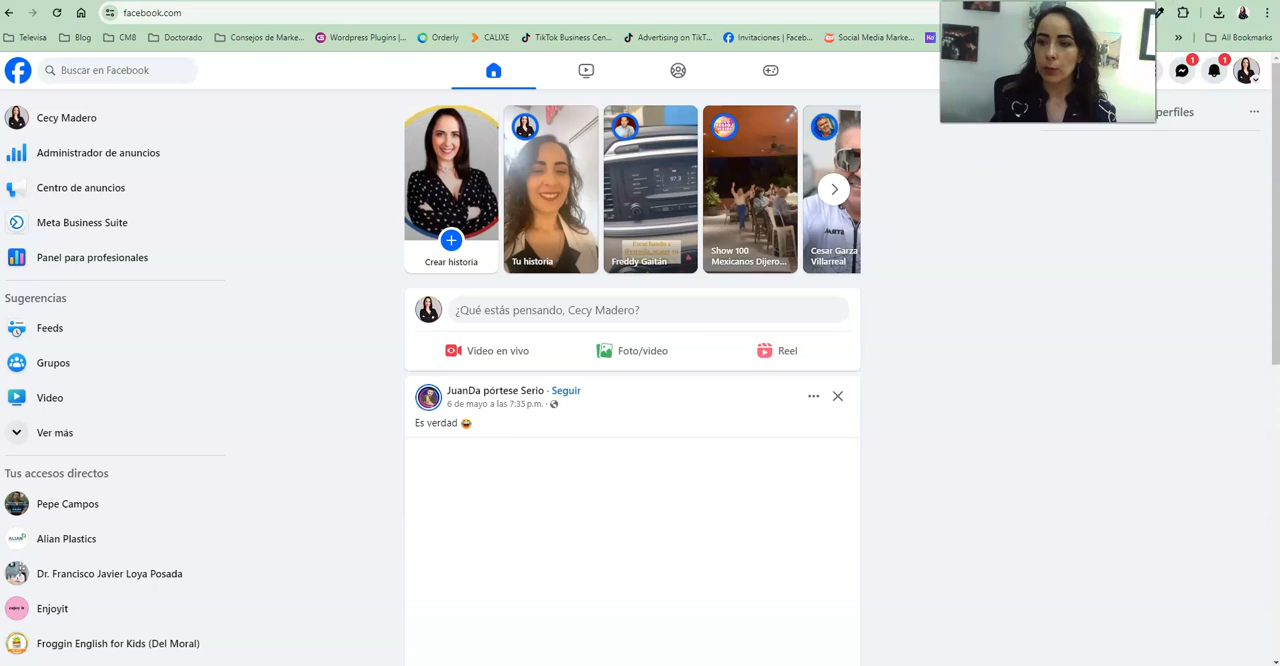 facebook.com
Televisa
Blog
CM8
Doctorado
Consejos de Marke...
Wordpress Plugins |...
Orderly
CALIXE
TikTok Business Cen...
Advertising on TikT...
Invitaciones | Faceb...
Social Media Marke...
All Bookmarks
Buscar en Facebook
1
1
Cecy Madero
Administrador de anuncios
Centro de anuncios
Meta Business Suite
Panel para profesionales
Sugerencias
Feeds
Grupos
Video
Ver más
Tus accesos directos
Pepe Campos
Alian Plastics
Dr. Francisco Javier Loya Posada
Enjoyit
Froggin English for Kids (Del Moral)
Crear historia
Tu historia
97.3
Freddy Gaitán
Show 100
Mexicanos Dijero...
Cesar Garza
Villarreal
¿Qué estás pensando, Cecy Madero?
Video en vivo
Foto/video
Reel
JuanDa pórtese Serio · Seguir
6 de mayo a las 7:35 p.m. ·
Es verdad 😂
perfiles